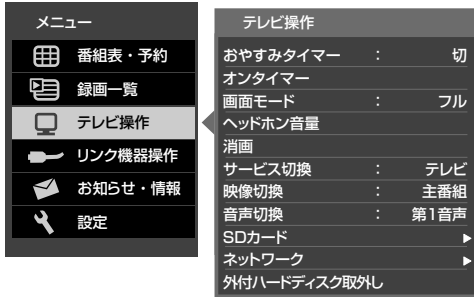 メニュー
番組表・予約
録画一覧
テレビ操作
リンク機器操作
お知らせ・情報
設定
テレビ操作
おやすみタイマー : 切
オンタイマー
画面モード : フル
ヘッドホン音量
消画
サービス切換 : テレビ
映像切換 : 主番組
音声切換 : 第1音声
SDカード
ネットワーク
外付ハードディスク取外し